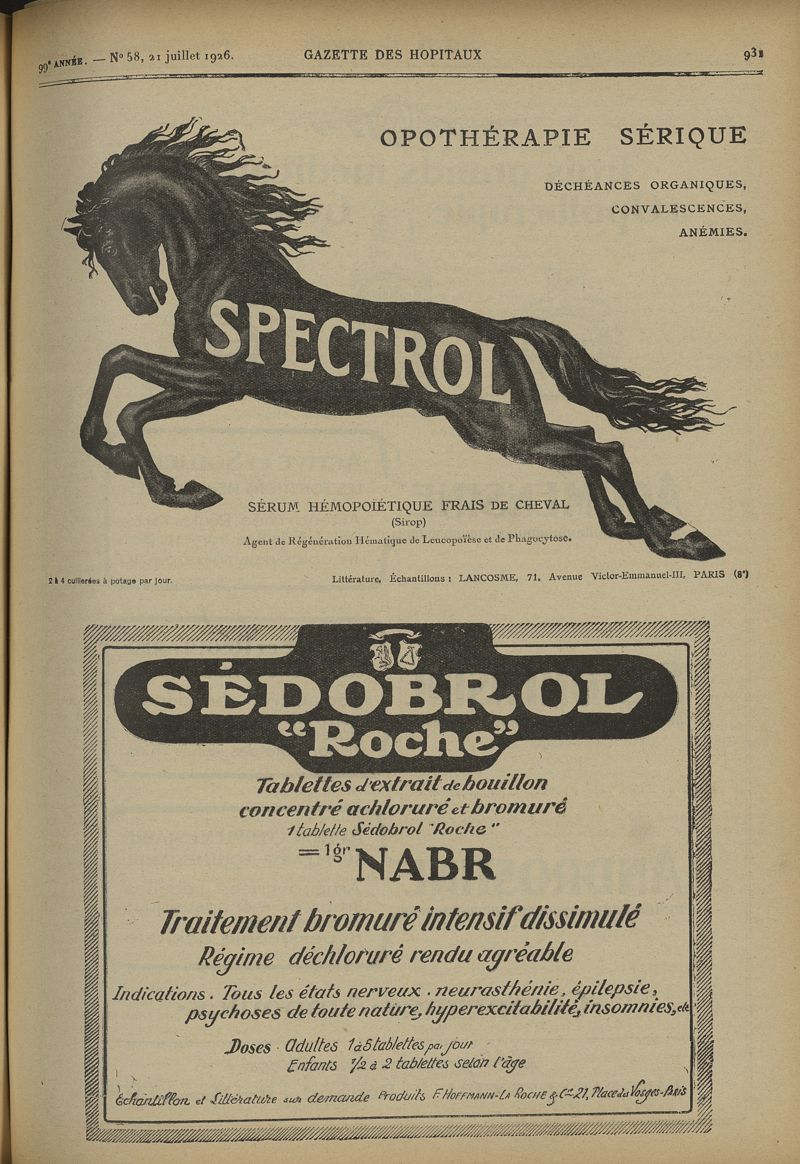 99e ANNÉE. — No 58, 21 juillet 1926. GAZETTE DES HOPITAUX 931
OPOTHÉRAPIE SÉRIQUE
DÉCHÉANCES ORGANIQUES,
CONVALESCENCES,
ANÉMIES.
SPECTROL
SÉRUM HÉMOPOÏÉTIQUE FRAIS DE CHEVAL
(Sirop)
Agent de Régénération Hématique de Leucopoïèse et de Phagocytose.
2 à 4 cuillerées à potage par jour. Littérature, Échantillons : LANCOSME, 71, Avenue Victor-Emmanuel-III, PARIS (8e)
SÉDOBROL
"Roche"
Tablettes d'extrait de bouillon
concentré achloruré et bromuré
1 tablette Sédobrol "Roche"
= 1gr NABR
Traitement bromuré intensif dissimulé
Régime déchloruré rendu agréable
Indications. Tous les états nerveux. neurasthénie, épilepsie,
psychoses de toute nature, hyperexcitabilité, insomnies, etc
Doses. Adultes 1 à 5 tablettes par jour
Enfants 1/2 à 2 tablettes selon l'âge
Échantillon et Littérature sur demande Produits F. HOFFMANN-LA ROCHE & Cie 21, Place des Vosges-Paris